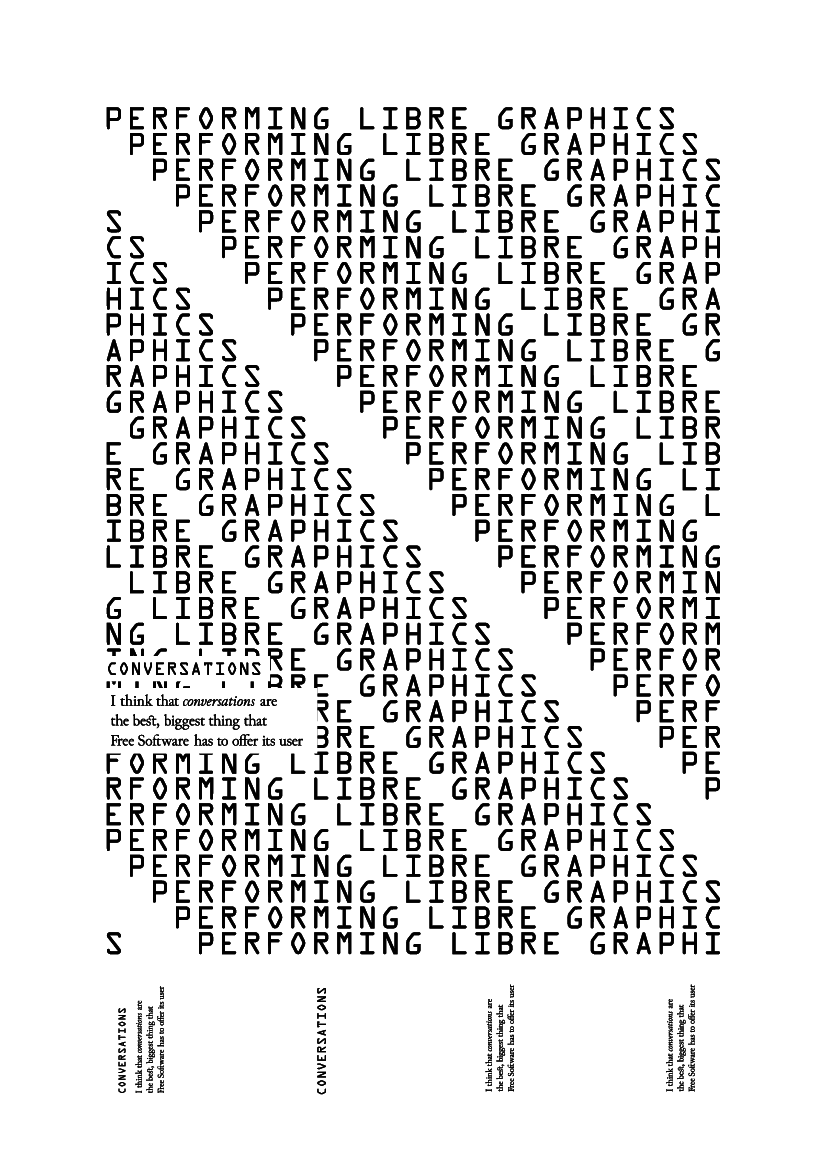 PERFORMING LIBRE GRAPHICS
PERFORMING LIBRE GRAPHICS
PERFORMING LIBRE GRAPHICS
PERFORMING LIBRE GRAPHIC
S PERFORMING LIBRE GRAPHI
CS PERFORMING LIBRE GRAPH
ICS PERFORMING LIBRE GRAP
HICS PERFORMING LIBRE GRA
PHICS PERFORMING LIBRE GR
APHICS PERFORMING LIBRE G
RAPHICS PERFORMING LIBRE
GRAPHICS PERFORMING LIBRE
GRAPHICS PERFORMING LIBR
E GRAPHICS PERFORMING LIB
RE GRAPHICS PERFORMING LI
BRE GRAPHICS PERFORMING L
IBRE GRAPHICS PERFORMING
LIBRE GRAPHICS PERFORMING
LIBRE GRAPHICS PERFORMIN
G LIBRE GRAPHICS PERFORMI
NG LIBRE GRAPHICS PERFORM
RE GRAPHICS PERFOR
CONVERSATIONS
E GRAPHICS PERFO
I think that conversations are
RE GRAPHICS PERF
the best, biggest thing that
BRE GRAPHICS PER
Free Software has to offer its user
FORMING LIBRE GRAPHICS PE
RFORMING LIBRE GRAPHICS P
ERFORMING LIBRE GRAPHICS
PERFORMING LIBRE GRAPHICS
PERFORMING LIBRE GRAPHICS
PERFORMING LIBRE GRAPHICS
PERFORMING LIBRE GRAPHIC
S PERFORMING LIBRE GRAPHI
CONVERSATIONS
I think that conversations are
the best, biggest thing that
Free Software has to offer its user
CONVERSATIONS
I think that conversations are
the best, biggest thing that
Free Software has to offer its user
I think that conversations are
the best, biggest thing that
Free Software has to offer its user